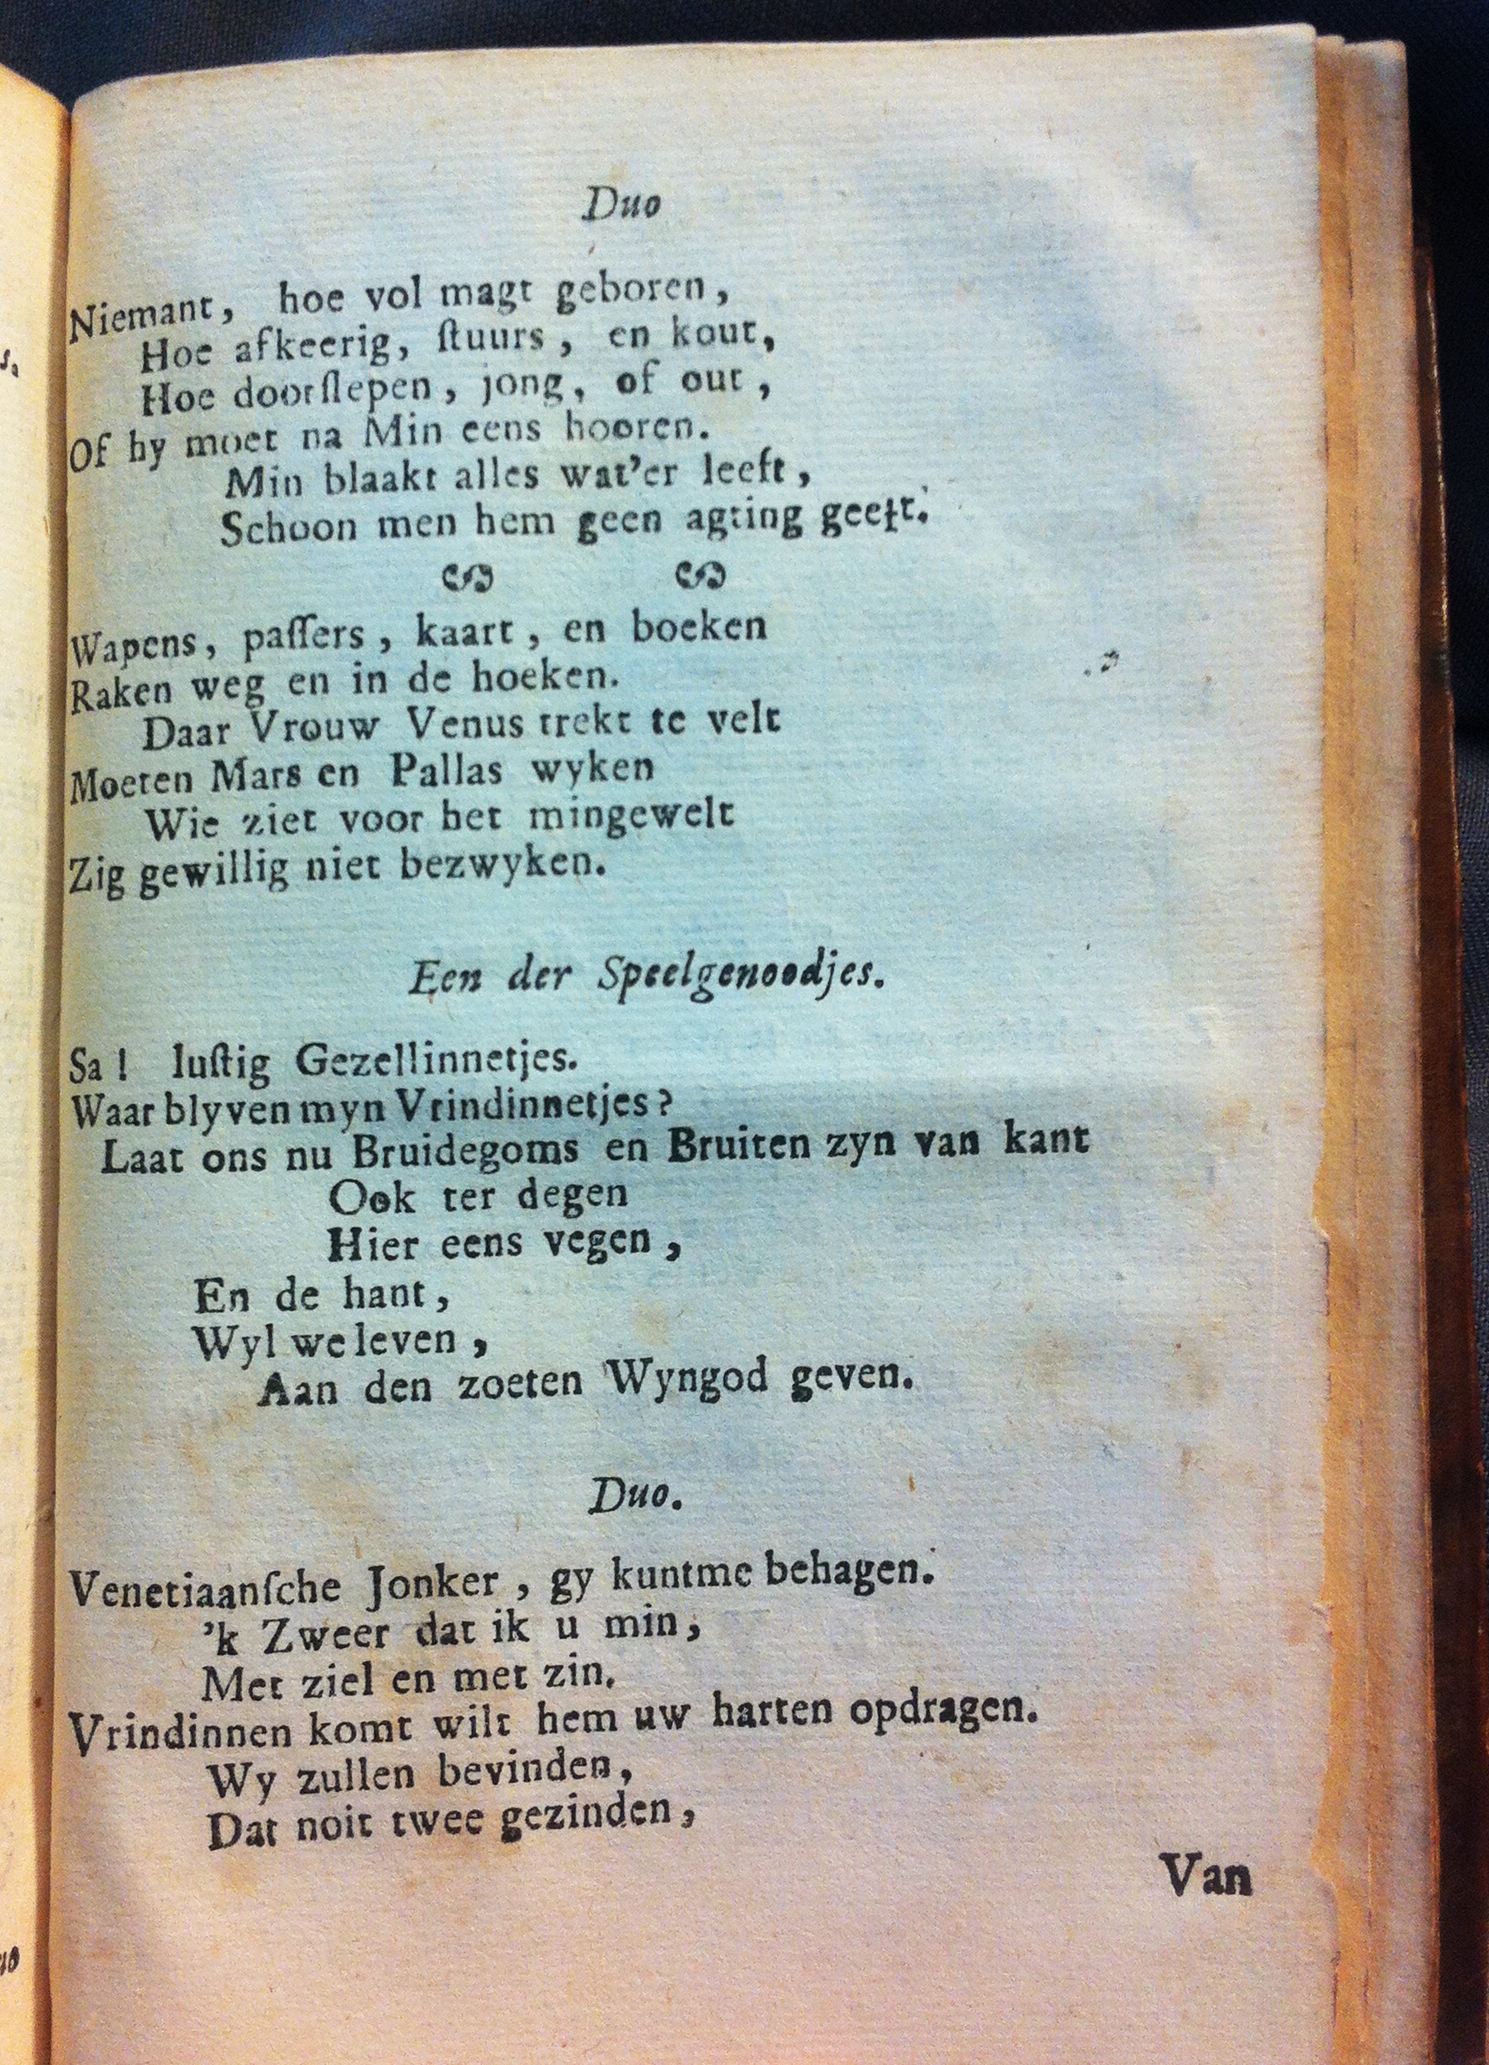 Duo
Niemant, hoe vol magt geboren,
Hoe afkeerig, ſtuurs, en kout,
Hoe doorſlepen, jong, of out,
Of hy moet na Min eens hooren.
Min blaakt alles wat'er leeft,
Schoon men hem geen agting geeft.
Wapens, paſſers, kaart, en boeken
Raken weg en in de hoeken.
Daar Vrouw Venus trekt te velt
Moeten Mars en Pallas wyken
Wie ziet voor het mingewelt
Zig gewillig niet bezwyken.
Een der Speelgenoodjes.
Sa! luſtig Gezellinnetjes.
Waar blyven myn Vrindinnetjes?
Laat ons nu Bruidegoms en Bruiten zyn van kant
Ook ter degen
Hier eens vegen,
En de hant,
Wyl we leven,
Aan den zoeten Wyngod geven.
Duo.
Venetiaanſche Jonker, gy kuntme behagen.
'k Zweer dat ik u min,
Met ziel en met zin.
Vrindinnen komt wilt hem uw harten opdragen.
Wy zullen bevinden,
Dat noit twee gezinden,
Van